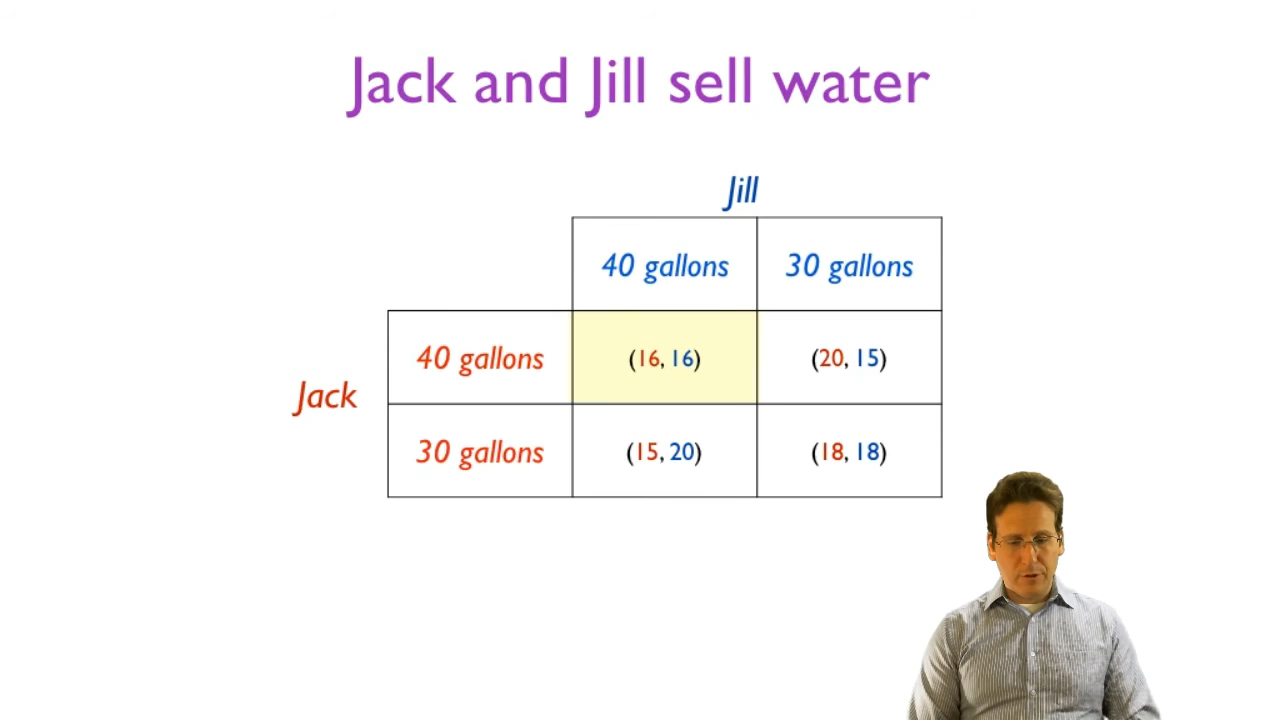 Jack and Jill sell water
Jill
40 gallons 30 gallons
40 gallons (16, 16) (20, 15)
Jack
30 gallons (15, 20) (18, 18)